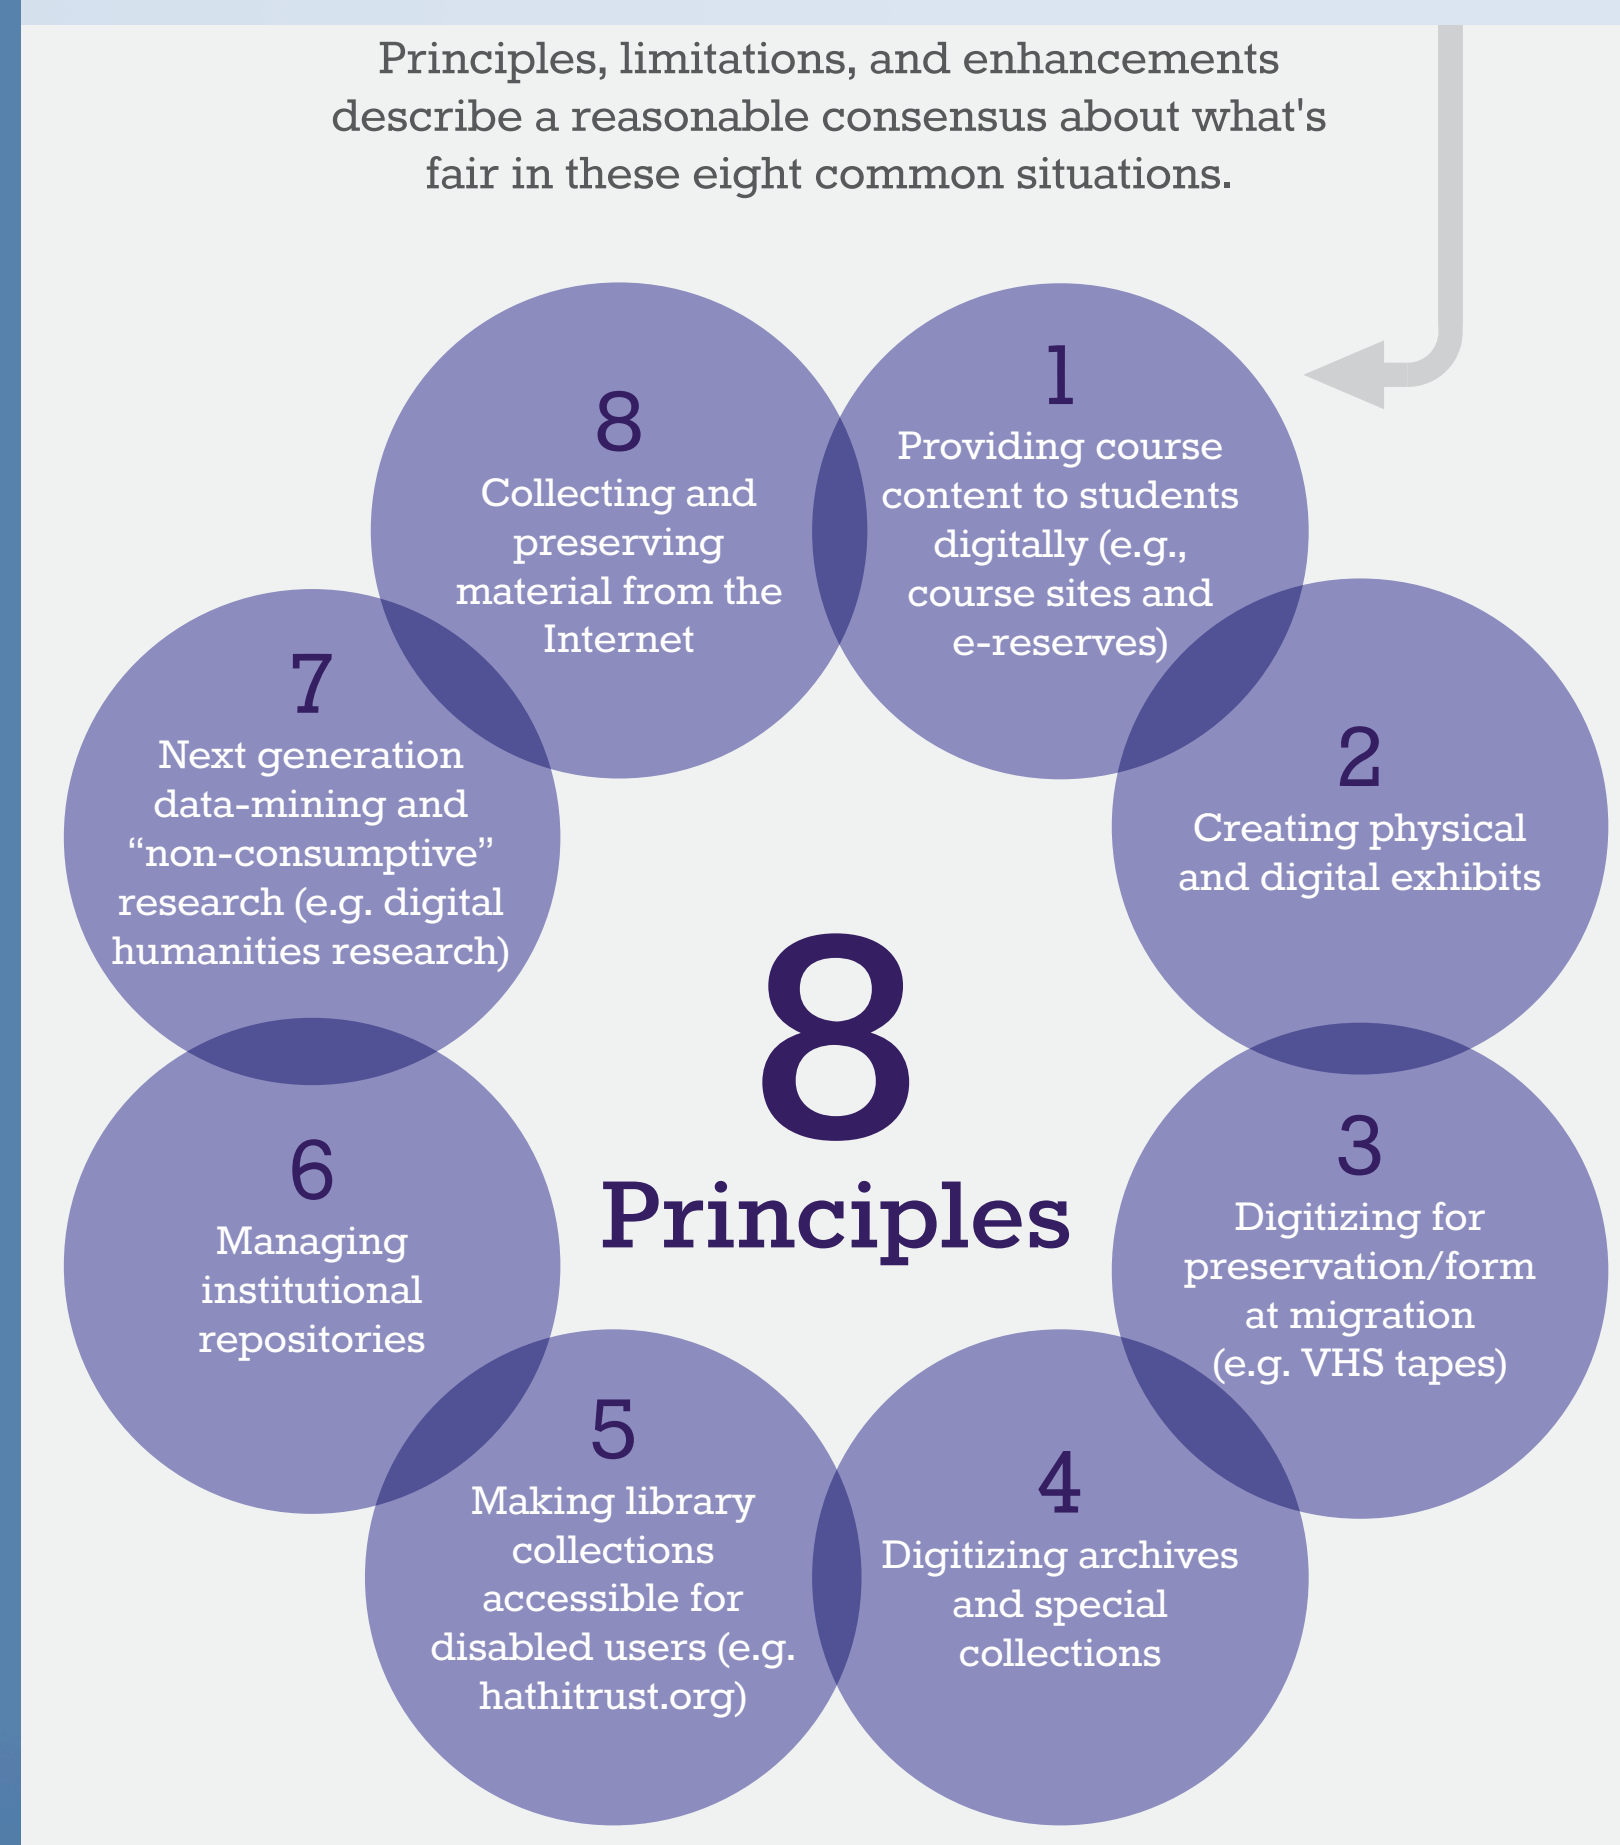 Principles, limitations, and enhancements
describe a reasonable consensus about what's
fair in these eight common situations.
1
Providing course
content to students
digitally (e.g.,
course sites and
e-reserves)
2
Creating physical
and digital exhibits
3
Digitizing for
preservation/form
at migration
(e.g. VHS tapes)
4
Digitizing archives
and special
collections
5
Making library
collections
accessible for
disabled users (e.g.
hathitrust.org)
6
Managing
institutional
repositories
7
Next generation
data-mining and
“non-consumptive”
research (e.g. digital
humanities research)
8
Collecting and
preserving
material from the
Internet
8
Principles